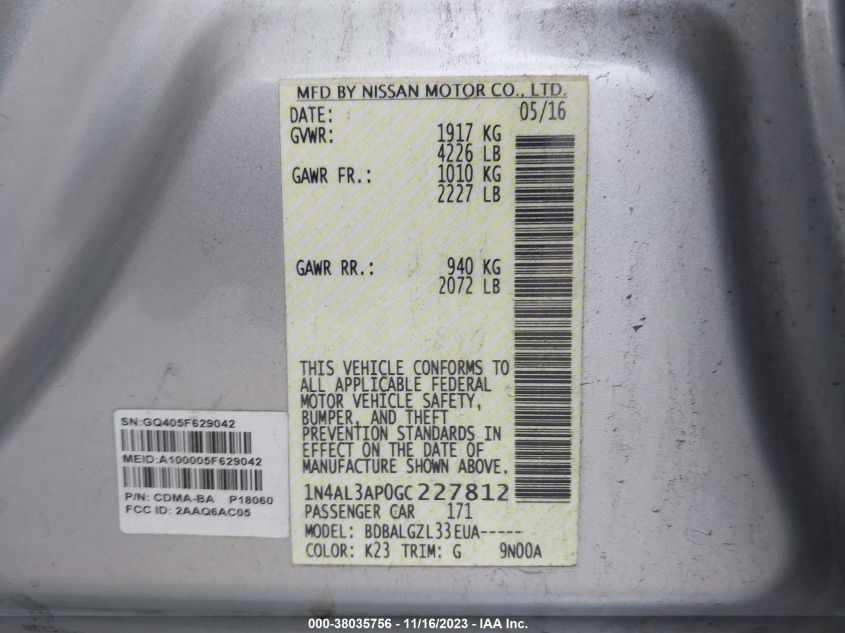 MFD BY NISSAN MOTOR CO., LTD.
DATE: 05/16
GVWR: 1917 KG
4226 LB
GAWR FR.: 1010 KG
2227 LB
GAWR RR.: 940 KG
2072 LB
THIS VEHICLE CONFORMS TO
ALL APPLICABLE FEDERAL
MOTOR VEHICLE SAFETY,
BUMPER, AND THEFT
PREVENTION STANDARDS IN
EFFECT ON THE DATE OF
MANUFACTURE SHOWN ABOVE.
1N4AL3AP0GC227812
PASSENGER CAR 171
MODEL: BDBALGZL33EUA-----
COLOR: K23 TRIM: G 9N00A
SN:GQ405F629042
MEID:A100005F629042
P/N: CDMA-BA P18060
FCC ID: 2AAQ6AC05
000-38035756 - 11/16/2023 - IAA Inc.